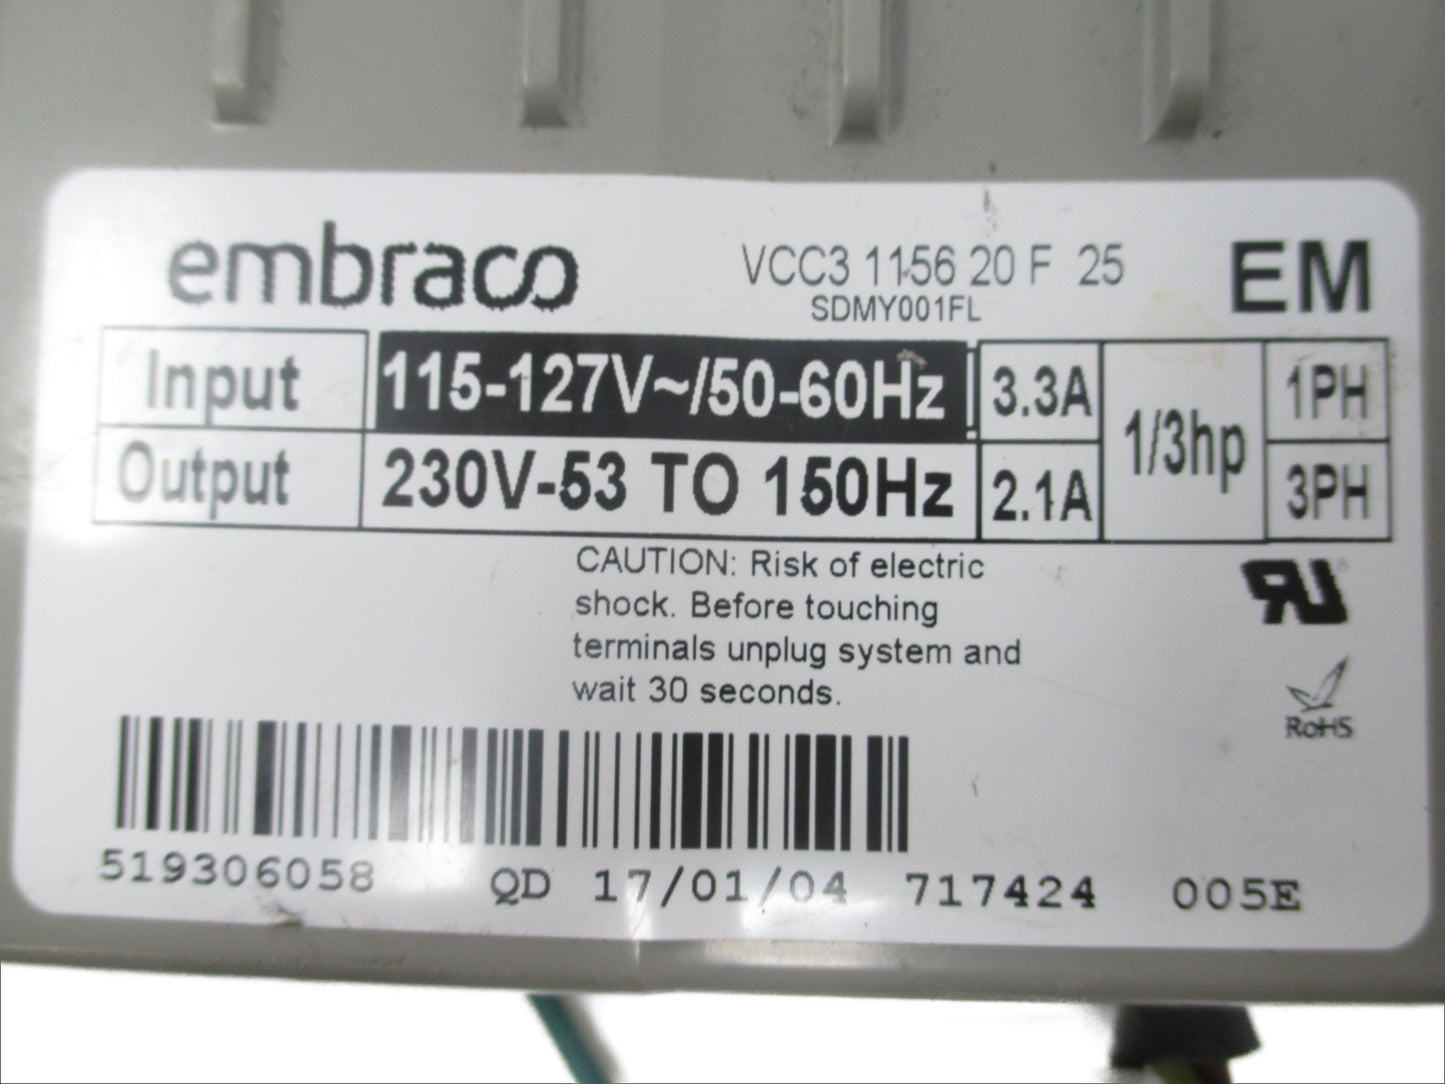 embraco VCC3 1156 20 F 25 EM
SDMY001FL
Input 115-127V~/50-60Hz 3.3A 1/3hp 1PH
Output 230V-53 TO 150Hz 2.1A 3PH
CAUTION: Risk of electric
shock. Before touching
terminals unplug system and
wait 30 seconds.
RU
RoHS
519306058 QD 17/01/04 717424 005E